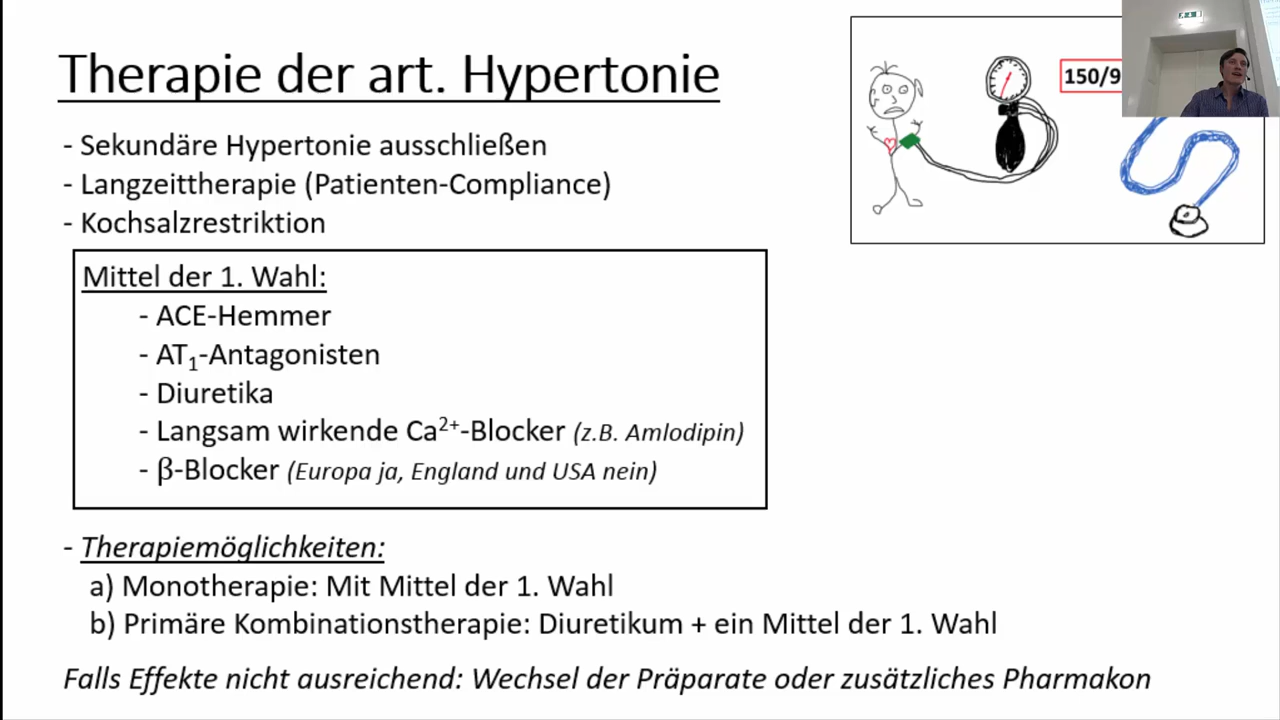 Therapie der art. Hypertonie
150/9
- Sekundäre Hypertonie ausschließen
- Langzeittherapie (Patienten-Compliance)
- Kochsalzrestriktion
Mittel der 1. Wahl:
- ACE-Hemmer
- AT₁-Antagonisten
- Diuretika
- Langsam wirkende Ca²⁺-Blocker (z.B. Amlodipin)
- β-Blocker (Europa ja, England und USA nein)
- Therapiemöglichkeiten:
a) Monotherapie: Mit Mittel der 1. Wahl
b) Primäre Kombinationstherapie: Diuretikum + ein Mittel der 1. Wahl
Falls Effekte nicht ausreichend: Wechsel der Präparate oder zusätzliches Pharmakon